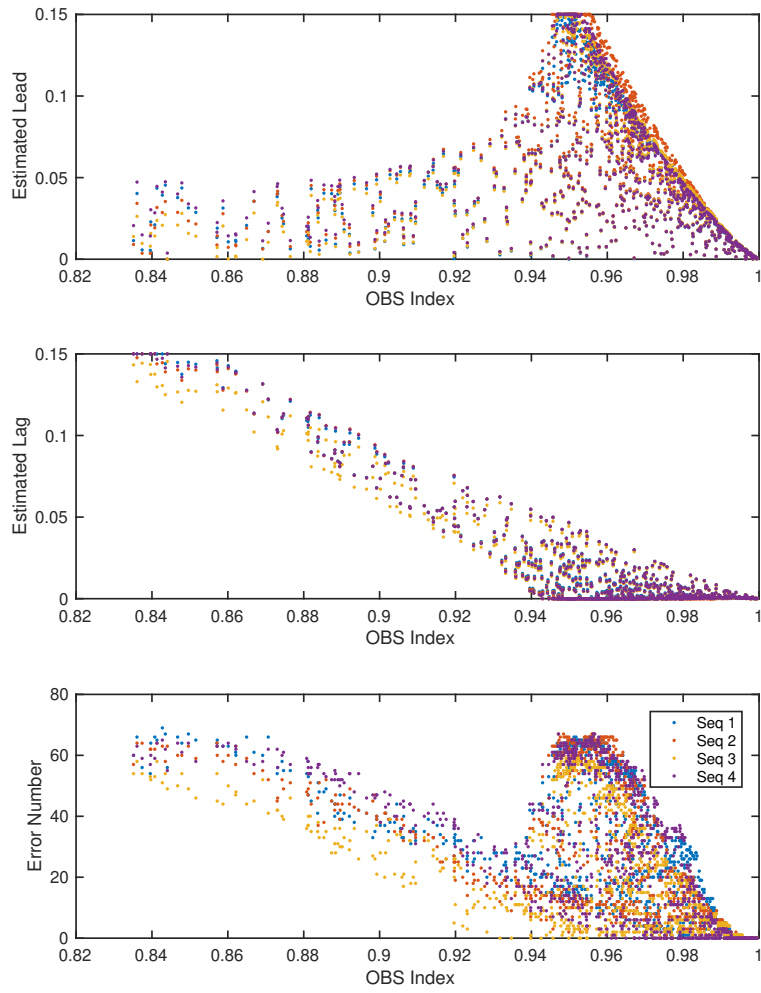 0.15
0.1
0.05
0
Estimated Lead
0.82 0.84 0.86 0.88 0.9 0.92 0.94 0.96 0.98 1
OBS Index
0.15
0.1
0.05
0
Estimated Lag
0.82 0.84 0.86 0.88 0.9 0.92 0.94 0.96 0.98 1
OBS Index
80
60
40
20
0
Error Number
Seq 1
Seq 2
Seq 3
Seq 4
0.82 0.84 0.86 0.88 0.9 0.92 0.94 0.96 0.98 1
OBS Index